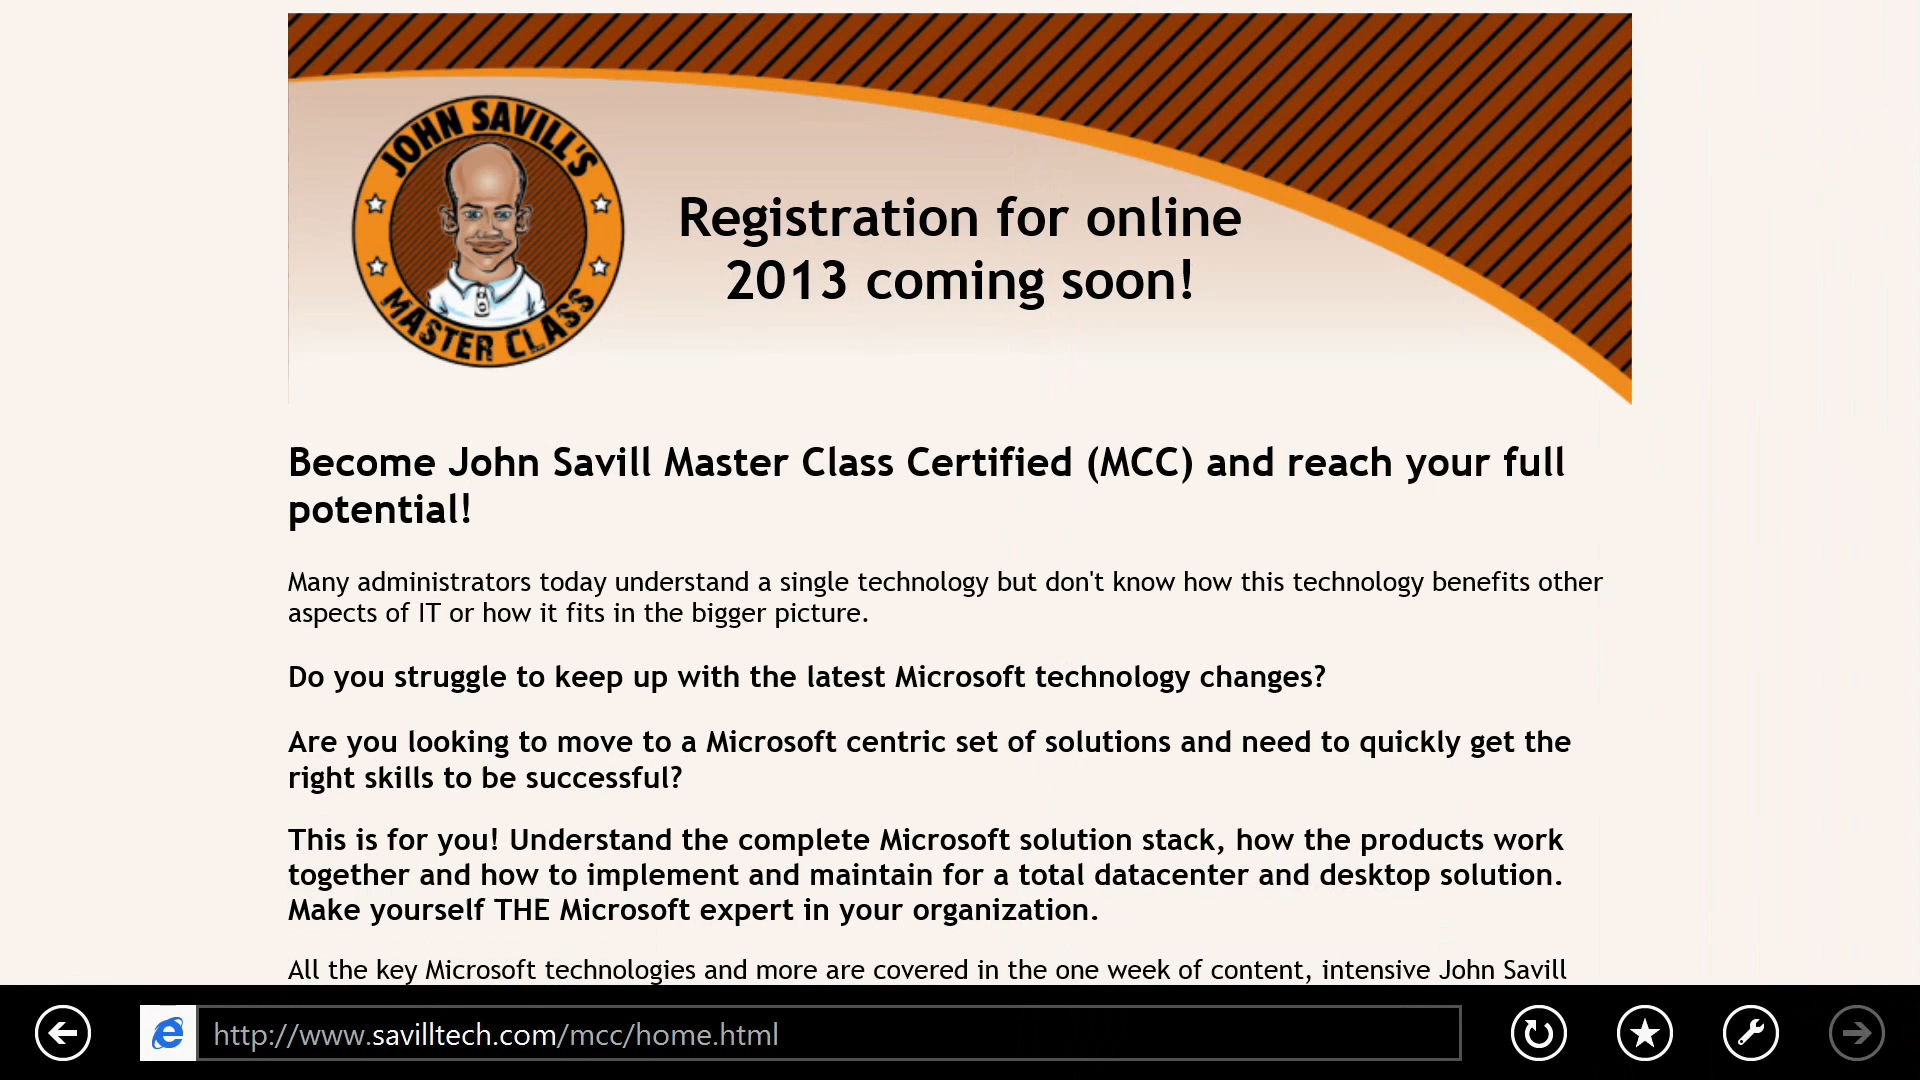 JOHN SAVILL'S
MASTER CLASS
Registration for online
2013 coming soon!
Become John Savill Master Class Certified (MCC) and reach your full
potential!
Many administrators today understand a single technology but don't know how this technology benefits other
aspects of IT or how it fits in the bigger picture.
Do you struggle to keep up with the latest Microsoft technology changes?
Are you looking to move to a Microsoft centric set of solutions and need to quickly get the
right skills to be successful?
This is for you! Understand the complete Microsoft solution stack, how the products work
together and how to implement and maintain for a total datacenter and desktop solution.
Make yourself THE Microsoft expert in your organization.
All the key Microsoft technologies and more are covered in the one week of content, intensive John Savill
http://www.savilltech.com/mcc/home.html